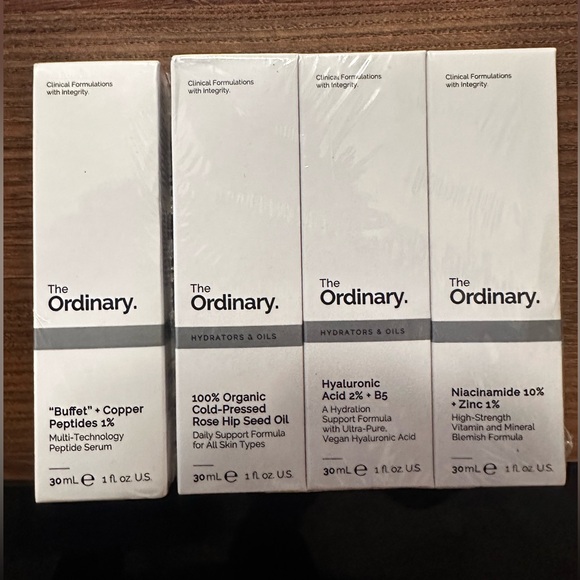 Clinical Formulations
with Integrity.
The
Ordinary.
"Buffet" + Copper
Peptides 1%
Multi-Technology
Peptide Serum
30mL e 1 fl. oz. U.S.
Clinical Formulations
with Integrity.
The
Ordinary.
HYDRATORS & OILS
100% Organic
Cold-Pressed
Rose Hip Seed Oil
Daily Support Formula
for All Skin Types
30mL e 1 fl. oz. U.S.
Clinical Formulations
with Integrity.
The
Ordinary.
HYDRATORS & OILS
Hyaluronic
Acid 2% + B5
A Hydration
Support Formula
with Ultra-Pure,
Vegan Hyaluronic Acid
30mL e 1 fl. oz. U.S.
Clinical Formulations
with Integrity.
The
Ordinary.
Niacinamide 10%
+ Zinc 1%
High-Strength
Vitamin and Mineral
Blemish Formula
30mL e 1 fl. oz. U.S.